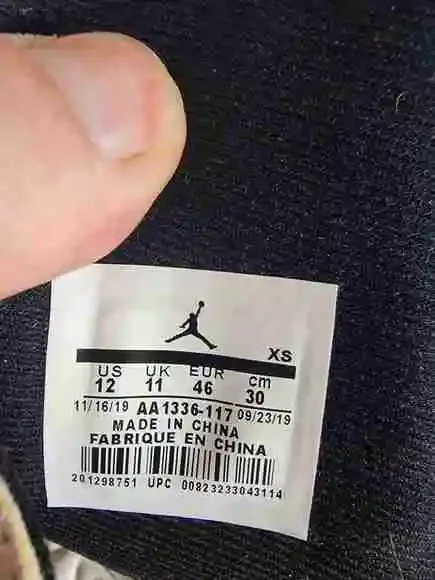 XS
US UK EUR cm
12 11 46 30
11/16/19 AA1336-117 09/23/19
MADE IN CHINA
FABRIQUE EN CHINA
201298751 UPC 00823233043114